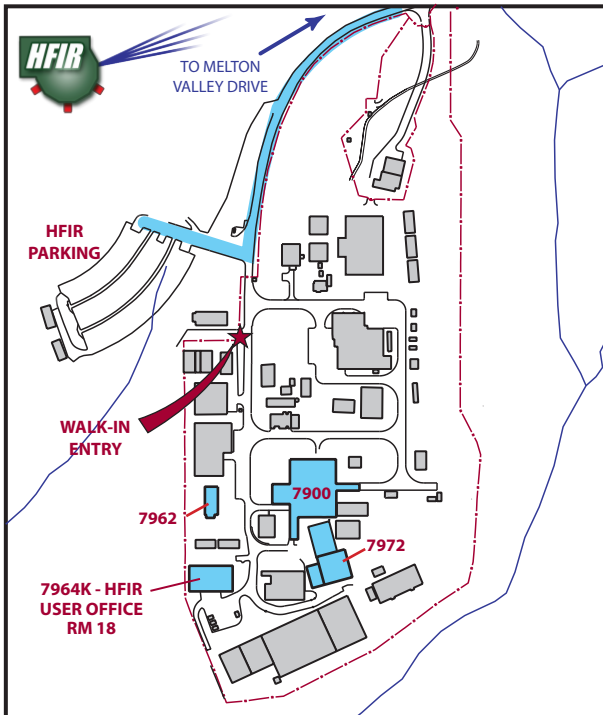 HFIR
TO MELTON
VALLEY DRIVE
HFIR
PARKING
WALK-IN
ENTRY
7900
7962
7972
7964K - HFIR
USER OFFICE
RM 18